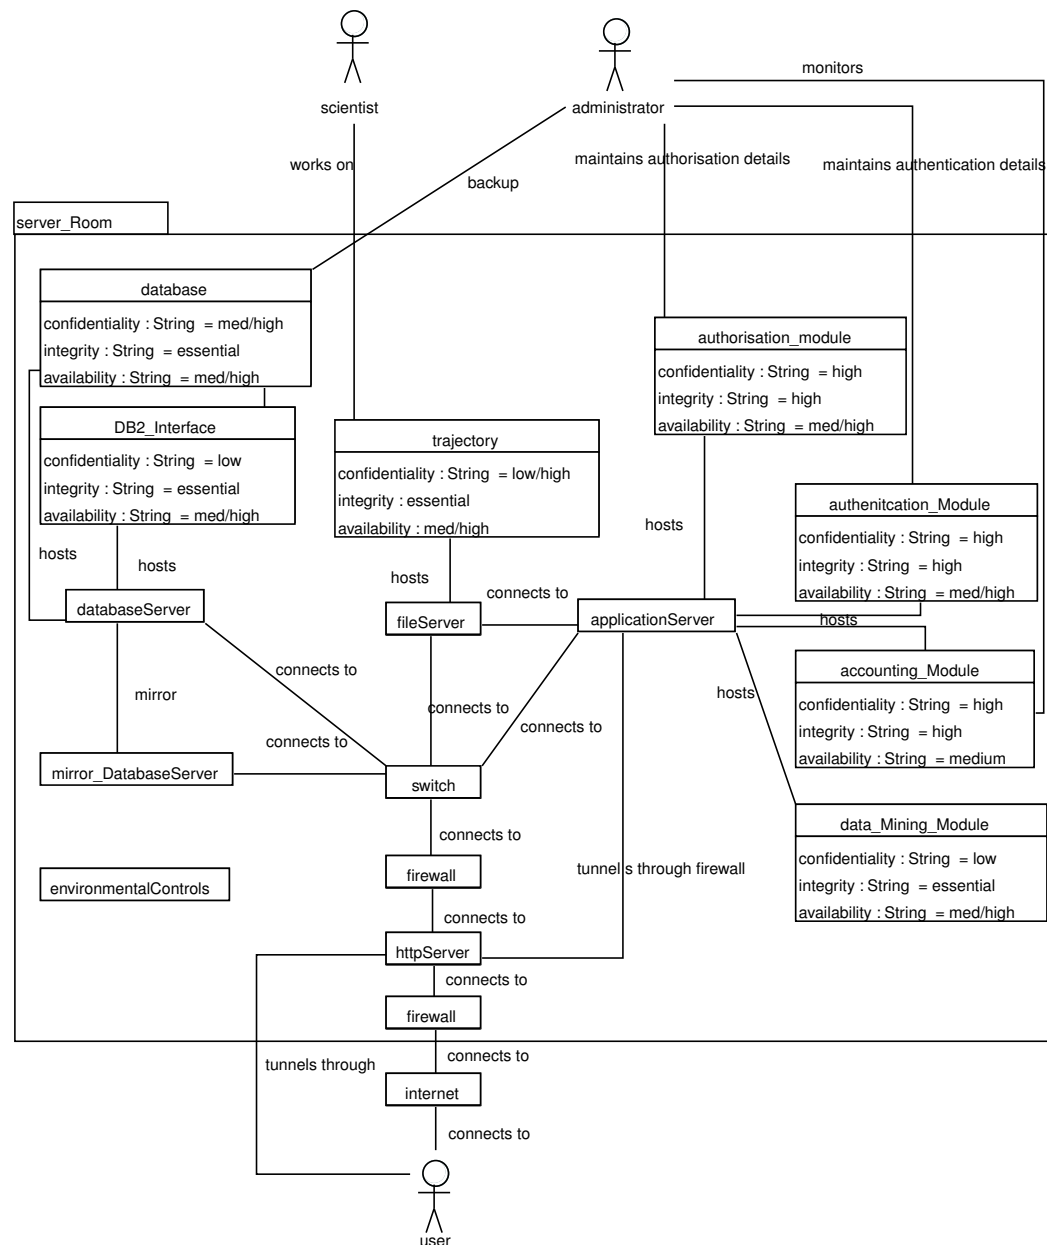 monitors
scientist
administrator
works on
maintains authorisation details
maintains authentication details
backup
server_Room
database
confidentiality : String = med/high
integrity : String = essential
availability : String = med/high
DB2_Interface
confidentiality : String = low
integrity : String = essential
availability : String = med/high
trajectory
confidentiality : String = low/high
integrity : essential
availability : med/high
authorisation_module
confidentiality : String = high
integrity : String = high
availability : String = med/high
authenitcation_Module
confidentiality : String = high
integrity : String = high
availability : String = med/high
hosts
hosts
hosts
hosts
hosts
connects to
databaseServer
fileServer
applicationServer
accounting_Module
confidentiality : String = high
integrity : String = high
availability : String = medium
hosts
connects to
mirror
connects to
connects to
connects to
mirror_DatabaseServer
switch
data_Mining_Module
confidentiality : String = low
integrity : String = essential
availability : String = med/high
connects to
environmentalControls
firewall
tunnels through firewall
connects to
httpServer
connects to
firewall
tunnels through
connects to
internet
connects to
user